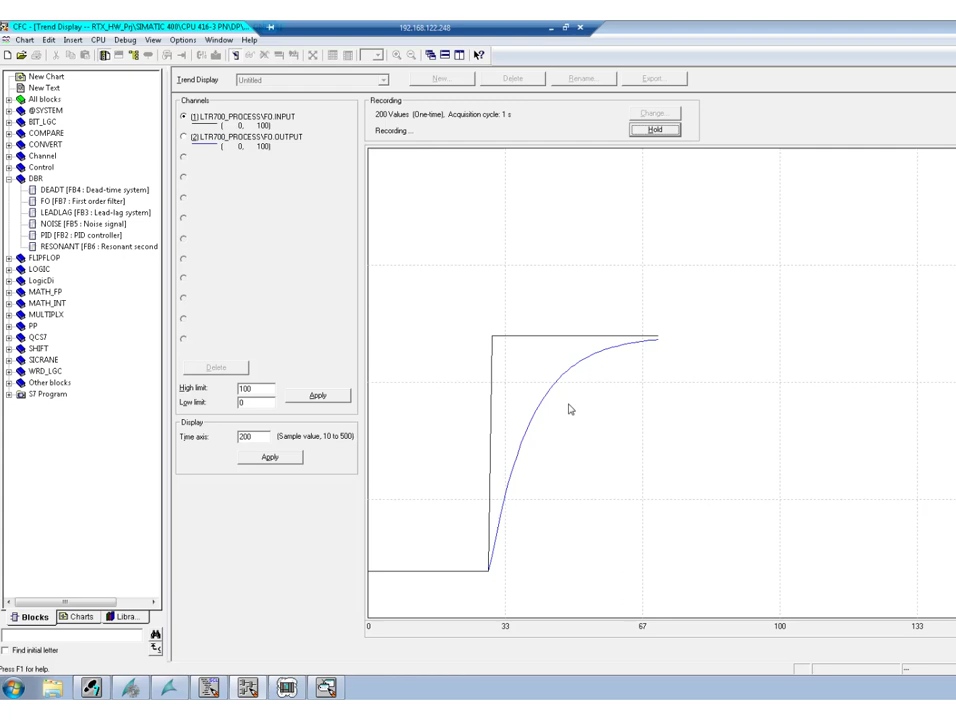 CFC - [Trend Display -- RTX_HW_Prj\SIMATIC 400\CPU 416-3 PN\DP\...
192.168.122.248
Chart Edit Insert CPU Debug View Options Window Help
New Chart
New Text
All blocks
@SYSTEM
BIT_LGC
COMPARE
CONVERT
Channel
Control
DBR
DEADT [FB4 : Dead-time system]
FO [FB7 : First order filter]
LEADLAG [FB3 : Lead-lag system]
NOISE [FB5 : Noise signal]
PID [FB2 : PID controller]
RESONANT [FB6 : Resonant second
FLIPFLOP
LOGIC
LogicDi
MATH_FP
MATH_INT
MULTIPLX
PP
QCS7
SHIFT
SICRANE
WRD_LGC
Other blocks
S7 Program
Blocks Charts Libra...
Find initial letter
Press F1 for help.
Trend Display Untitled New... Delete Rename... Export...
Channels
(1) LTR700_PROCESS\FO.INPUT
( 0, 100)
(2) LTR700_PROCESS\FO.OUTPUT
( 0, 100)
Delete
High limit: 100
Low limit: 0
Apply
Display
Time axis: 200 (Sample value, 10 to 500)
Apply
Recording
200 Values (One-time), Acquisition cycle: 1 s
Change...
Recording ...
Hold
0 33 67 100 133